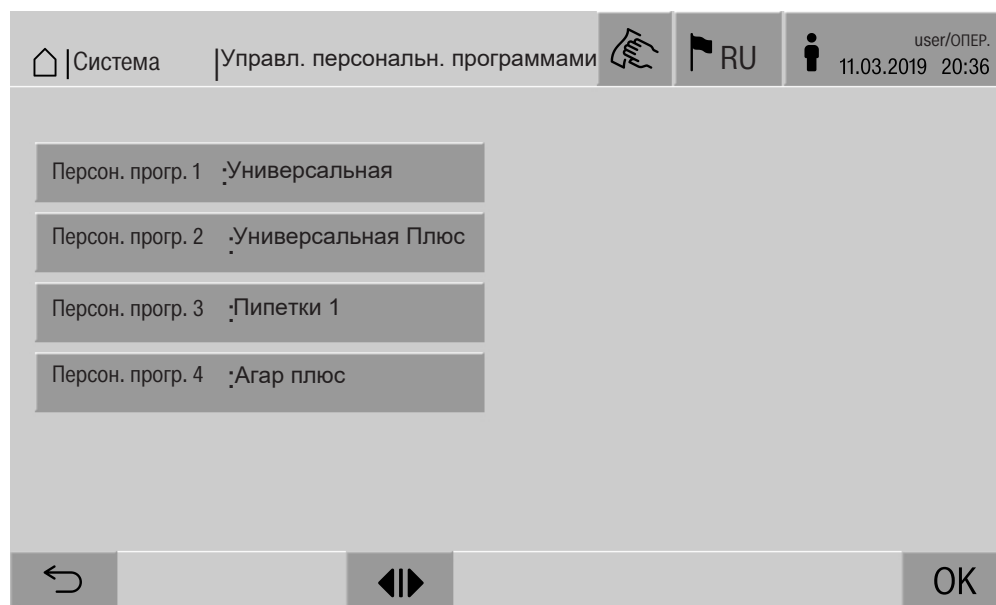 |Система |Управл. персональн. программами RU user/ОПЕР.
11.03.2019 20:36
Персон. прогр. 1 :Универсальная
Персон. прогр. 2 :Универсальная Плюс
Персон. прогр. 3 :Пипетки 1
Персон. прогр. 4 :Агар плюс
OK